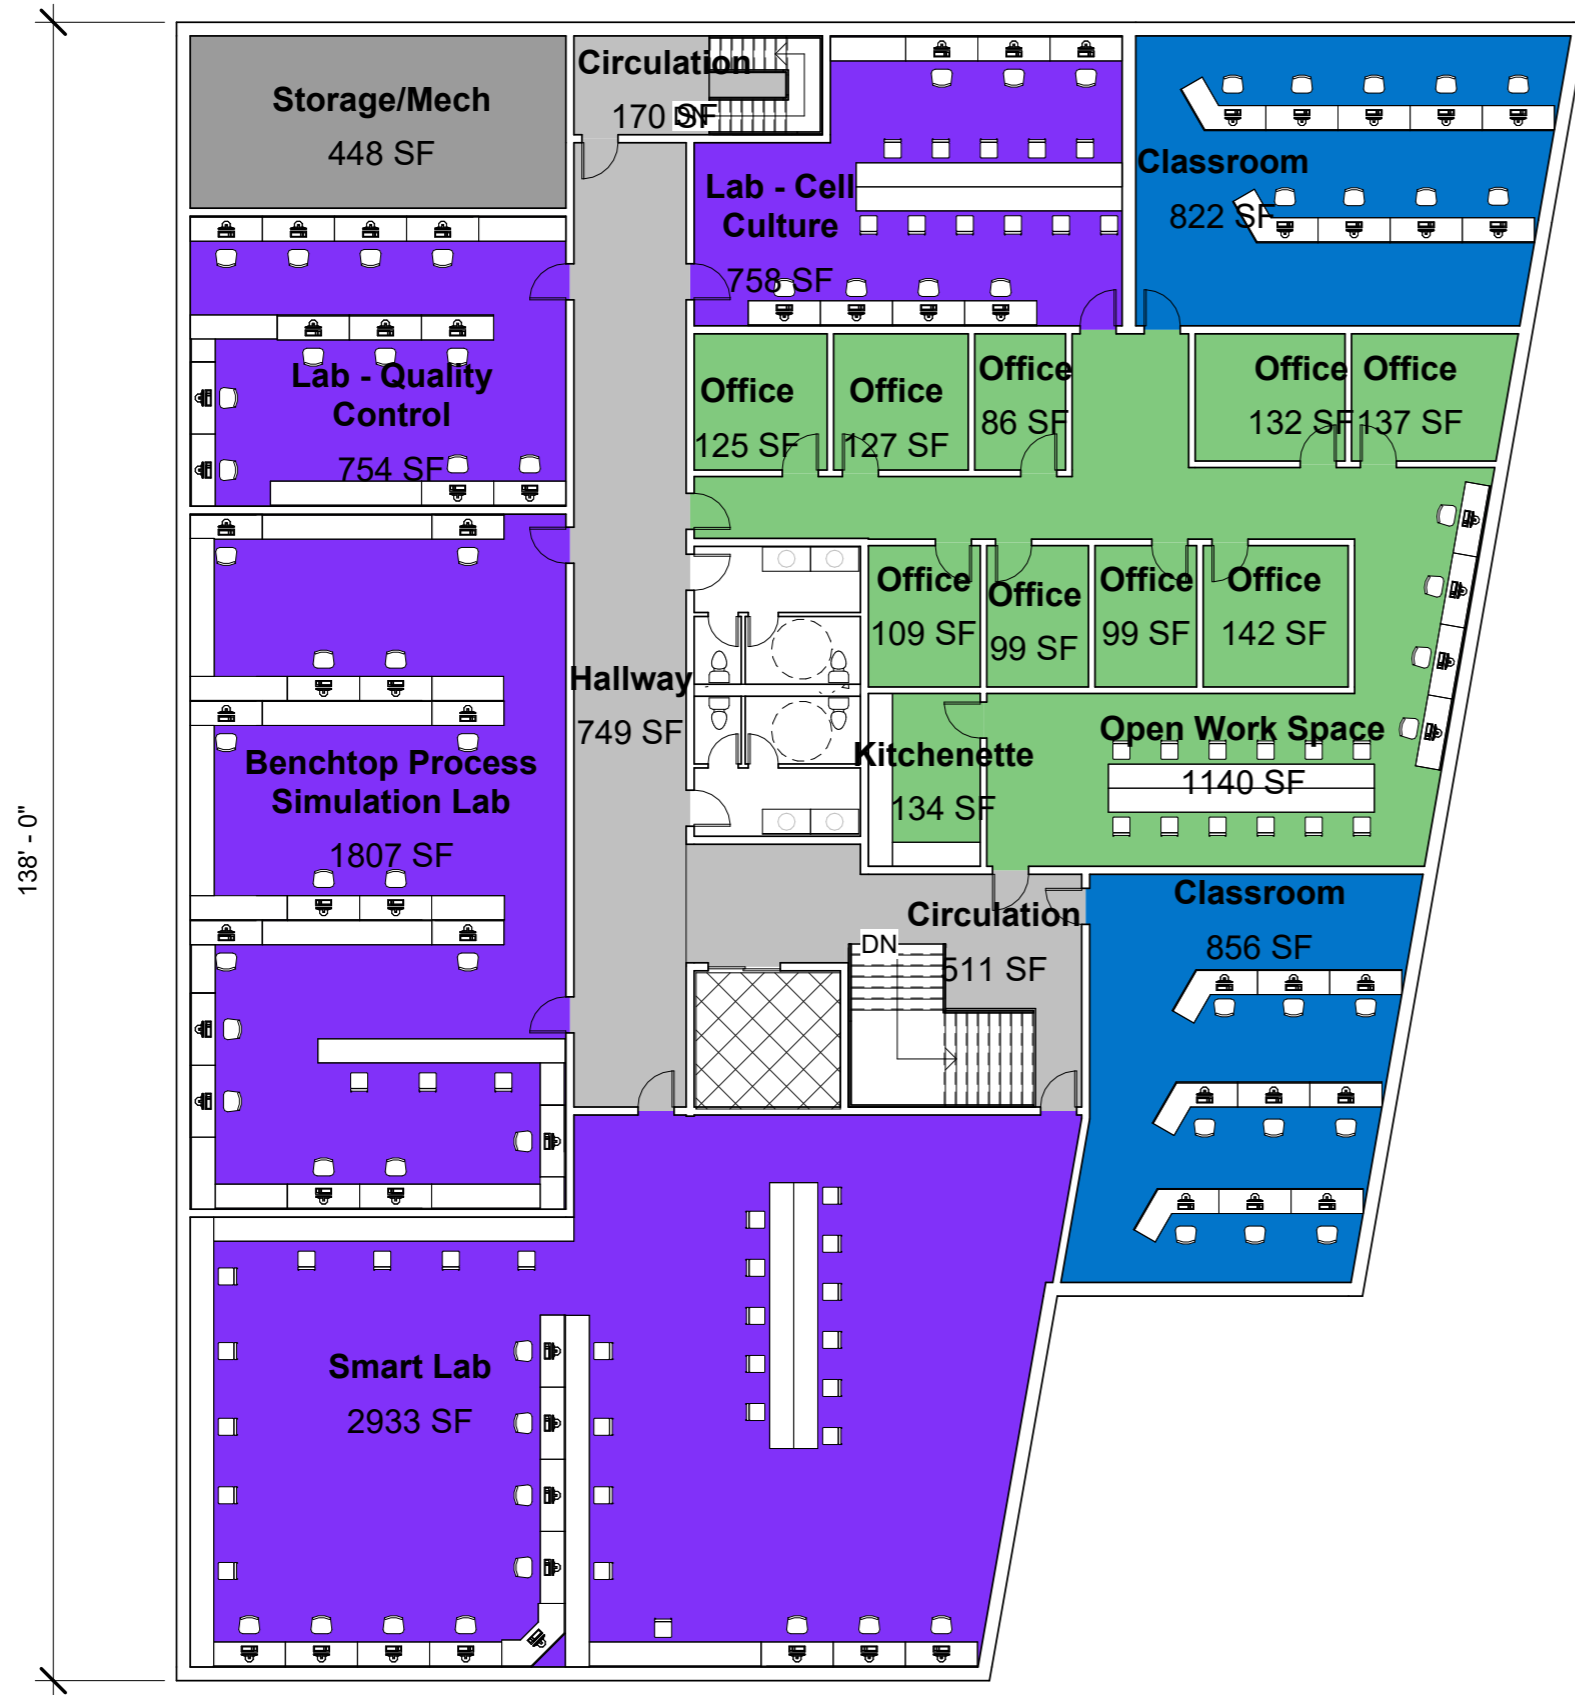 Storage/Mech
448 SF
Circulation
170 SF
DN
Lab - Cell
Culture
758 SF
Classroom
822 SF
Lab - Quality
Control
754 SF
Office
125 SF
Office
127 SF
Office
86 SF
Office
132 SF
Office
137 SF
Office
109 SF
Office
99 SF
Office
99 SF
Office
142 SF
Hallway
749 SF
Benchtop Process
Simulation Lab
1807 SF
Kitchenette
134 SF
Open Work Space
1140 SF
138' - 0"
Circulation
511 SF
DN
Classroom
856 SF
Smart Lab
2933 SF